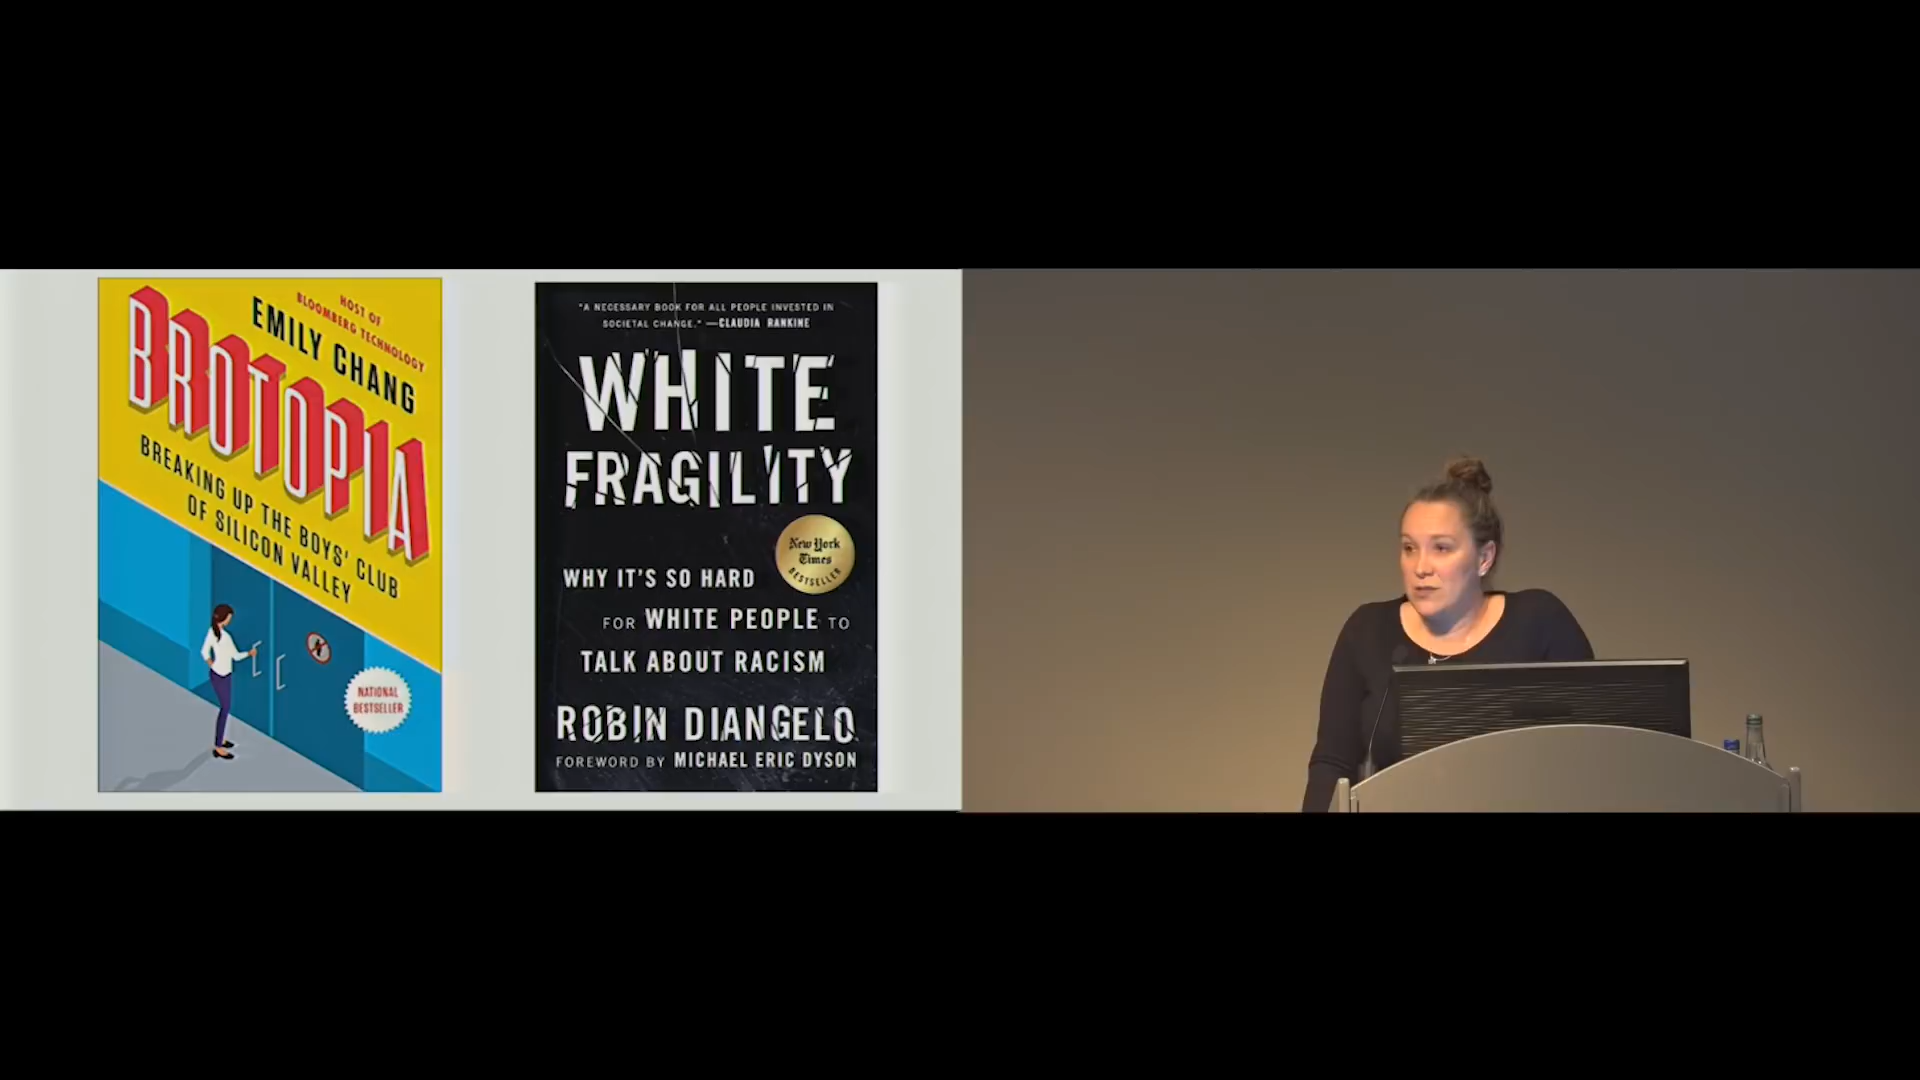 HOST OF
BLOOMBERG TECHNOLOGY
EMILY CHANG
BROTOPIA
BREAKING UP THE BOYS' CLUB
OF SILICON VALLEY
NATIONAL
BESTSELLER
"A NECESSARY BOOK FOR ALL PEOPLE INVESTED IN
SOCIETAL CHANGE." —CLAUDIA RANKINE
WHITE
FRAGILITY
New York
Times
BESTSELLER
WHY IT'S SO HARD
FOR WHITE PEOPLE TO
TALK ABOUT RACISM
ROBIN DIANGELO
FOREWORD BY MICHAEL ERIC DYSON